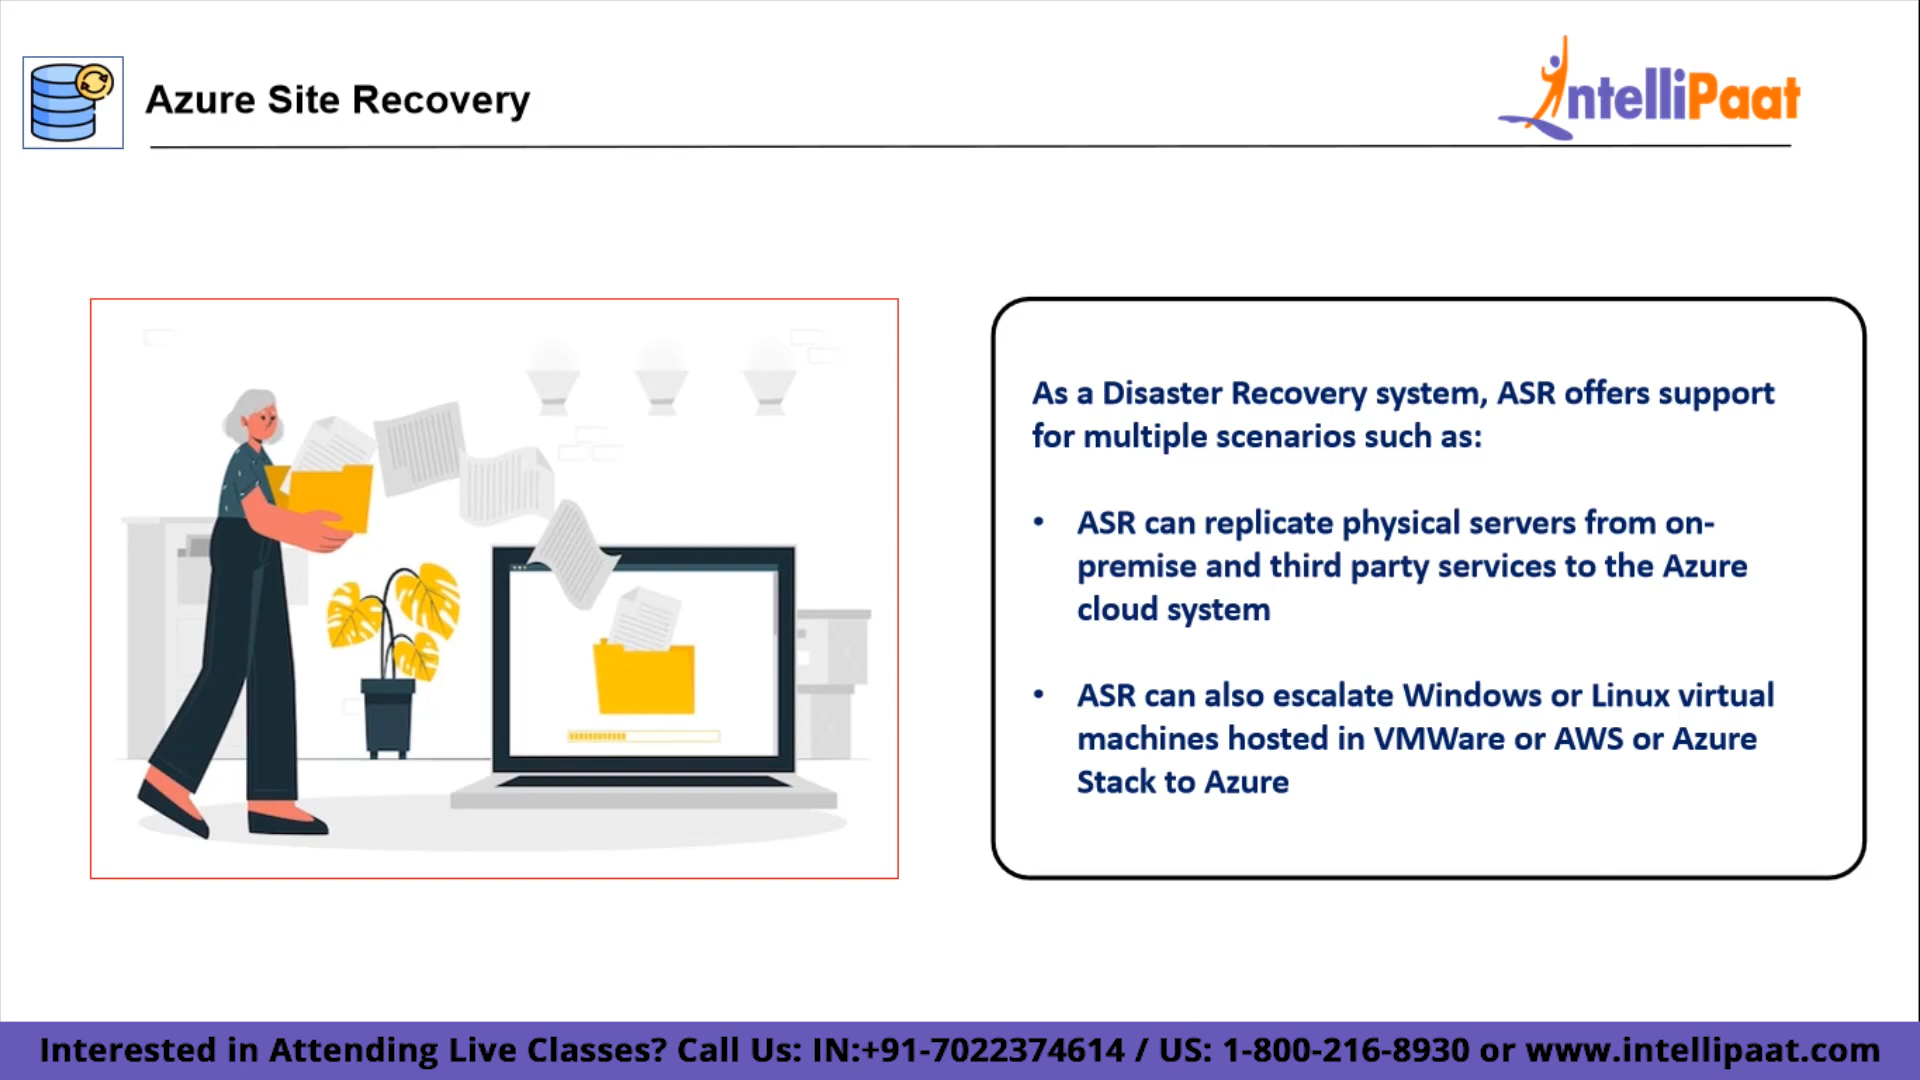 Azure Site Recovery
IntelliPaat
As a Disaster Recovery system, ASR offers support
for multiple scenarios such as:
• ASR can replicate physical servers from on-
premise and third party services to the Azure
cloud system
• ASR can also escalate Windows or Linux virtual
machines hosted in VMWare or AWS or Azure
Stack to Azure
Interested in Attending Live Classes? Call Us: IN:+91-7022374614 / US: 1-800-216-8930 or www.intellipaat.com